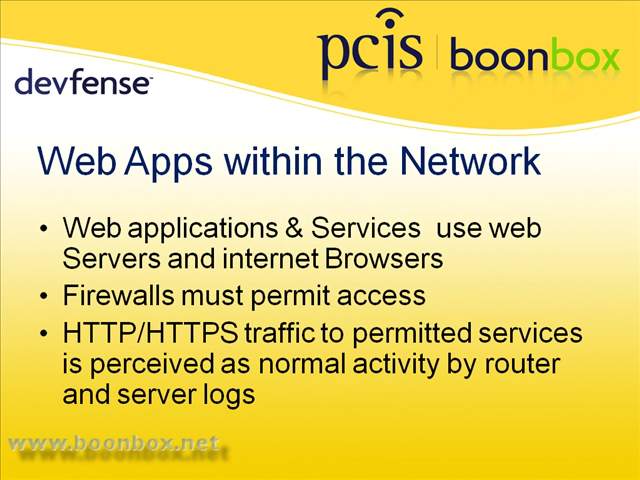 pcis | boonbox
devfense™
Web Apps within the Network
• Web applications & Services use web
Servers and internet Browsers
• Firewalls must permit access
• HTTP/HTTPS traffic to permitted services
is perceived as normal activity by router
and server logs
www.boonbox.net